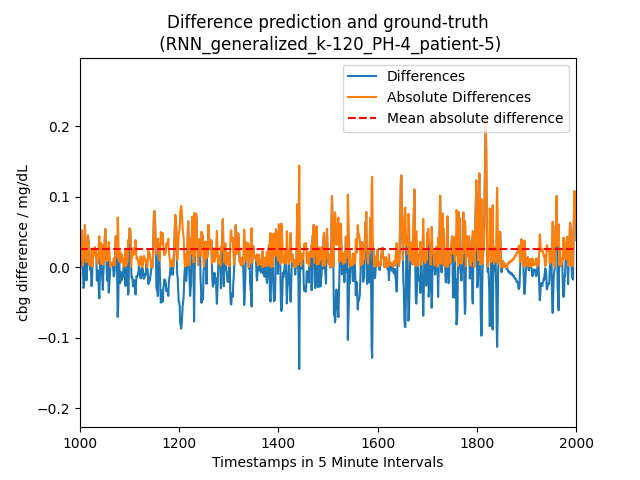 Difference prediction and ground-truth
(RNN_generalized_k-120_PH-4_patient-5)
Differences
Absolute Differences
Mean absolute difference
cbg difference / mg/dL
0.2
0.1
0.0
−0.1
−0.2
1000 1200 1400 1600 1800 2000
Timestamps in 5 Minute Intervals